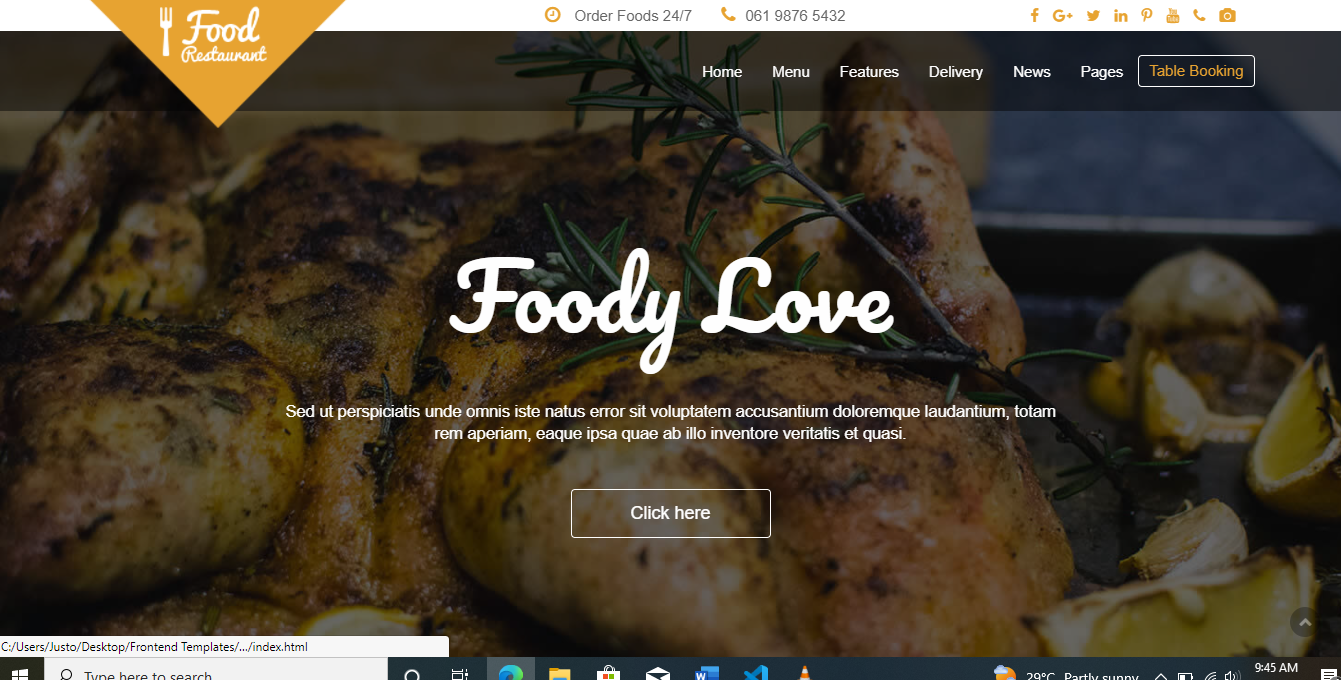 Food
Restaurant
Order Foods 24/7
061 9876 5432
Home
Menu
Features
Delivery
News
Pages
Table Booking
Foody Love
Sed ut perspiciatis unde omnis iste natus error sit voluptatem accusantium doloremque laudantium, totam
rem aperiam, eaque ipsa quae ab illo inventore veritatis et quasi.
Click here
C:/Users/Justo/Desktop/Frontend Templates/.../index.html
Type here to search
29°C Partly sunny
9:45 AM